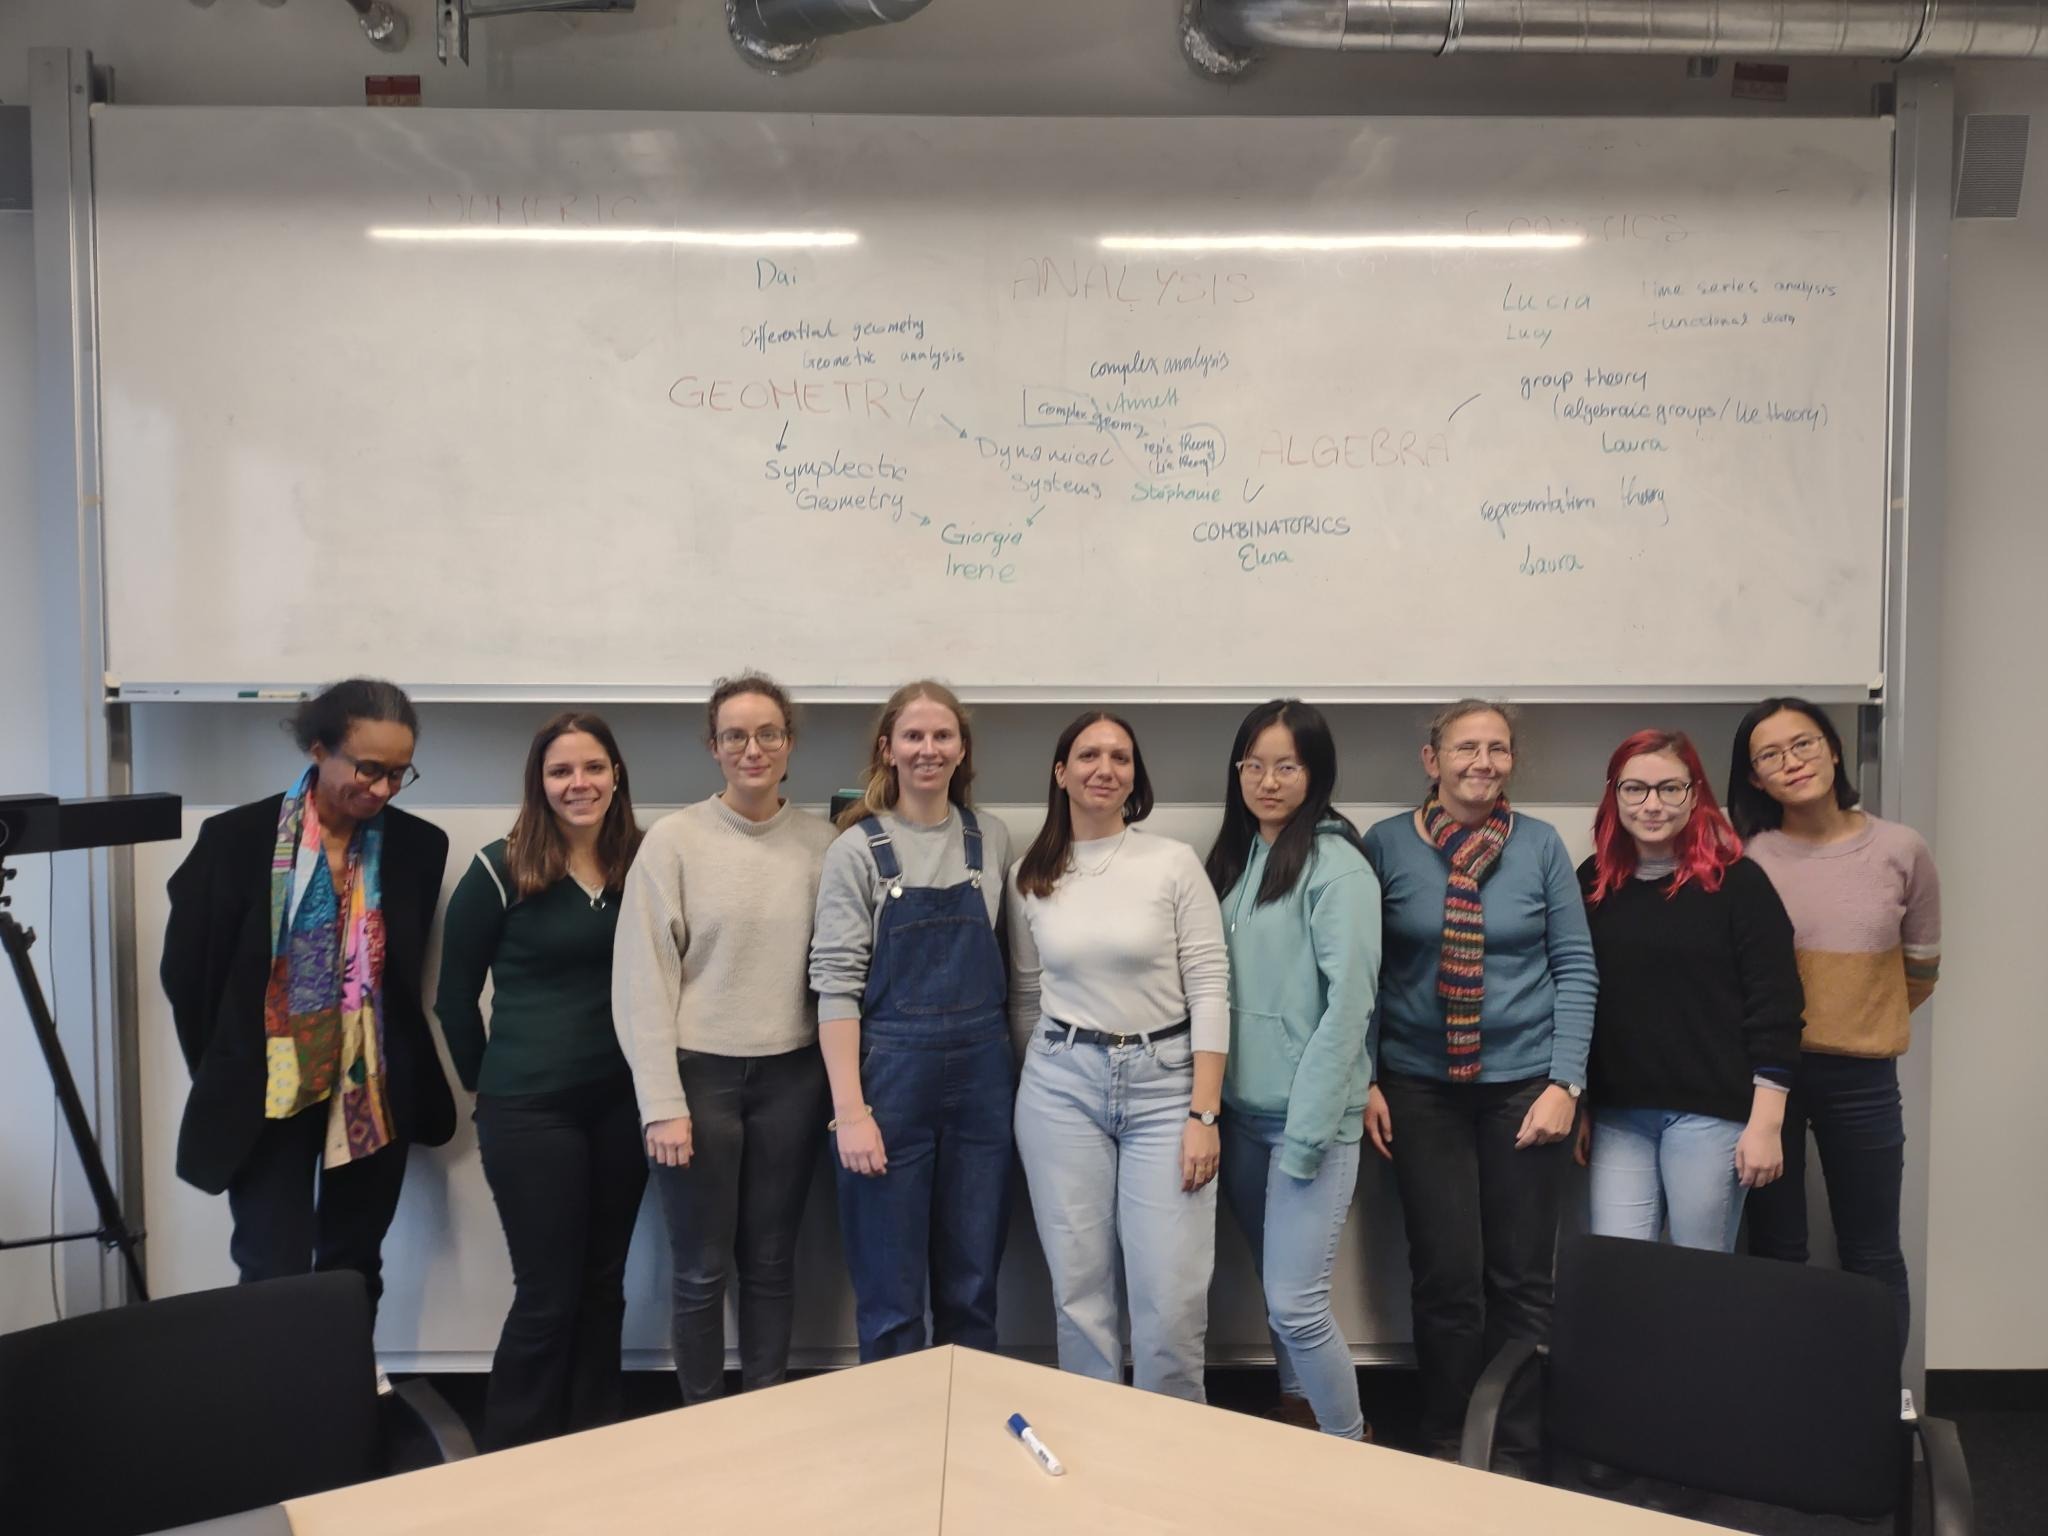 NUMERIC
Dai
Differential geometry
Geometric analysis
GEOMETRY
Symplectic
Geometry
Dynamical
Systems
Giorgia
Irene
ANALYSIS
complex analysis
Annett
complex
geom
rep's theory
(Lie theory)
Stéphanie
ALGEBRA
COMBINATORICS
Elena
Lucia
Lucy
time series analysis
functional data
group theory
(algebraic groups / Lie theory)
Laura
representation theory
Laura